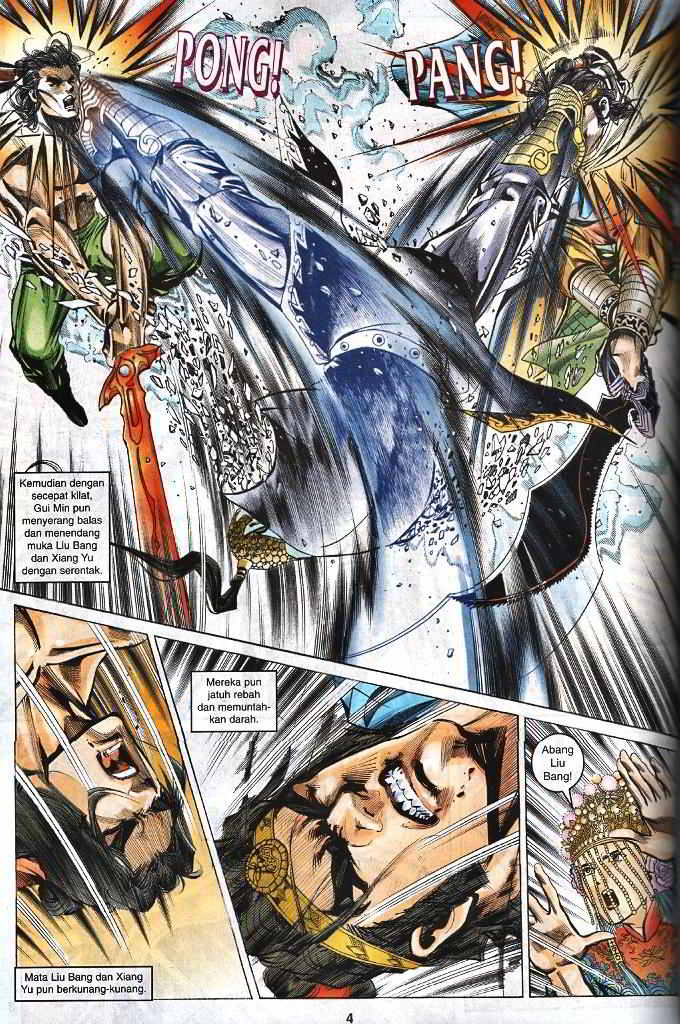 PONG!
PANG!
Kemudian dengan
secepat kilat,
Gui Min pun
menyerang balas
dan menendang
muka Liu Bang
dan Xiang Yu
dengan serentak.
Mereka pun
jatuh rebah
dan memuntah-
kan darah.
Abang
Liu
Bang!
Mata Liu Bang dan Xiang
Yu pun berkunang-kunang.
4